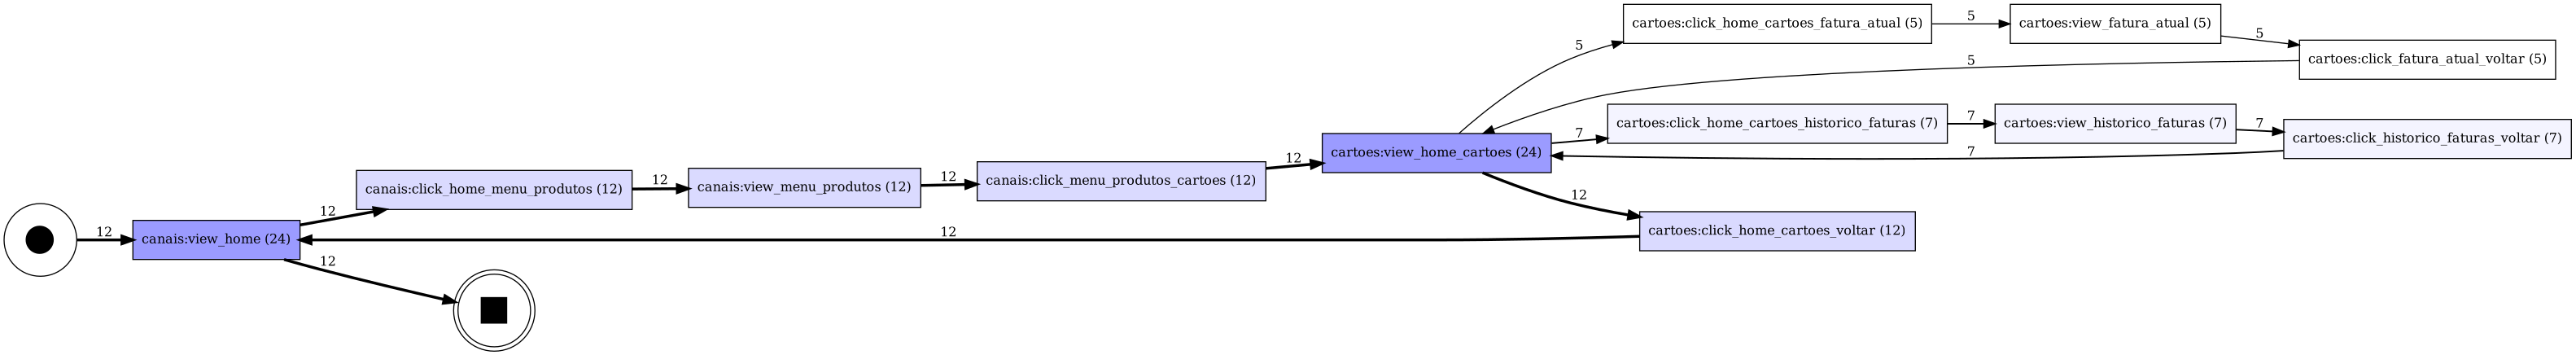 cartoes:click_home_cartoes_fatura_atual (5)
5
cartoes:view_fatura_atual (5)
5
cartoes:click_fatura_atual_voltar (5)
5
5
cartoes:click_home_cartoes_historico_faturas (7)
7
cartoes:view_historico_faturas (7)
7
cartoes:click_historico_faturas_voltar (7)
7
7
12
canais:view_home (24)
12
canais:click_home_menu_produtos (12)
12
canais:view_menu_produtos (12)
12
canais:click_menu_produtos_cartoes (12)
12
cartoes:view_home_cartoes (24)
12
cartoes:click_home_cartoes_voltar (12)
12
12